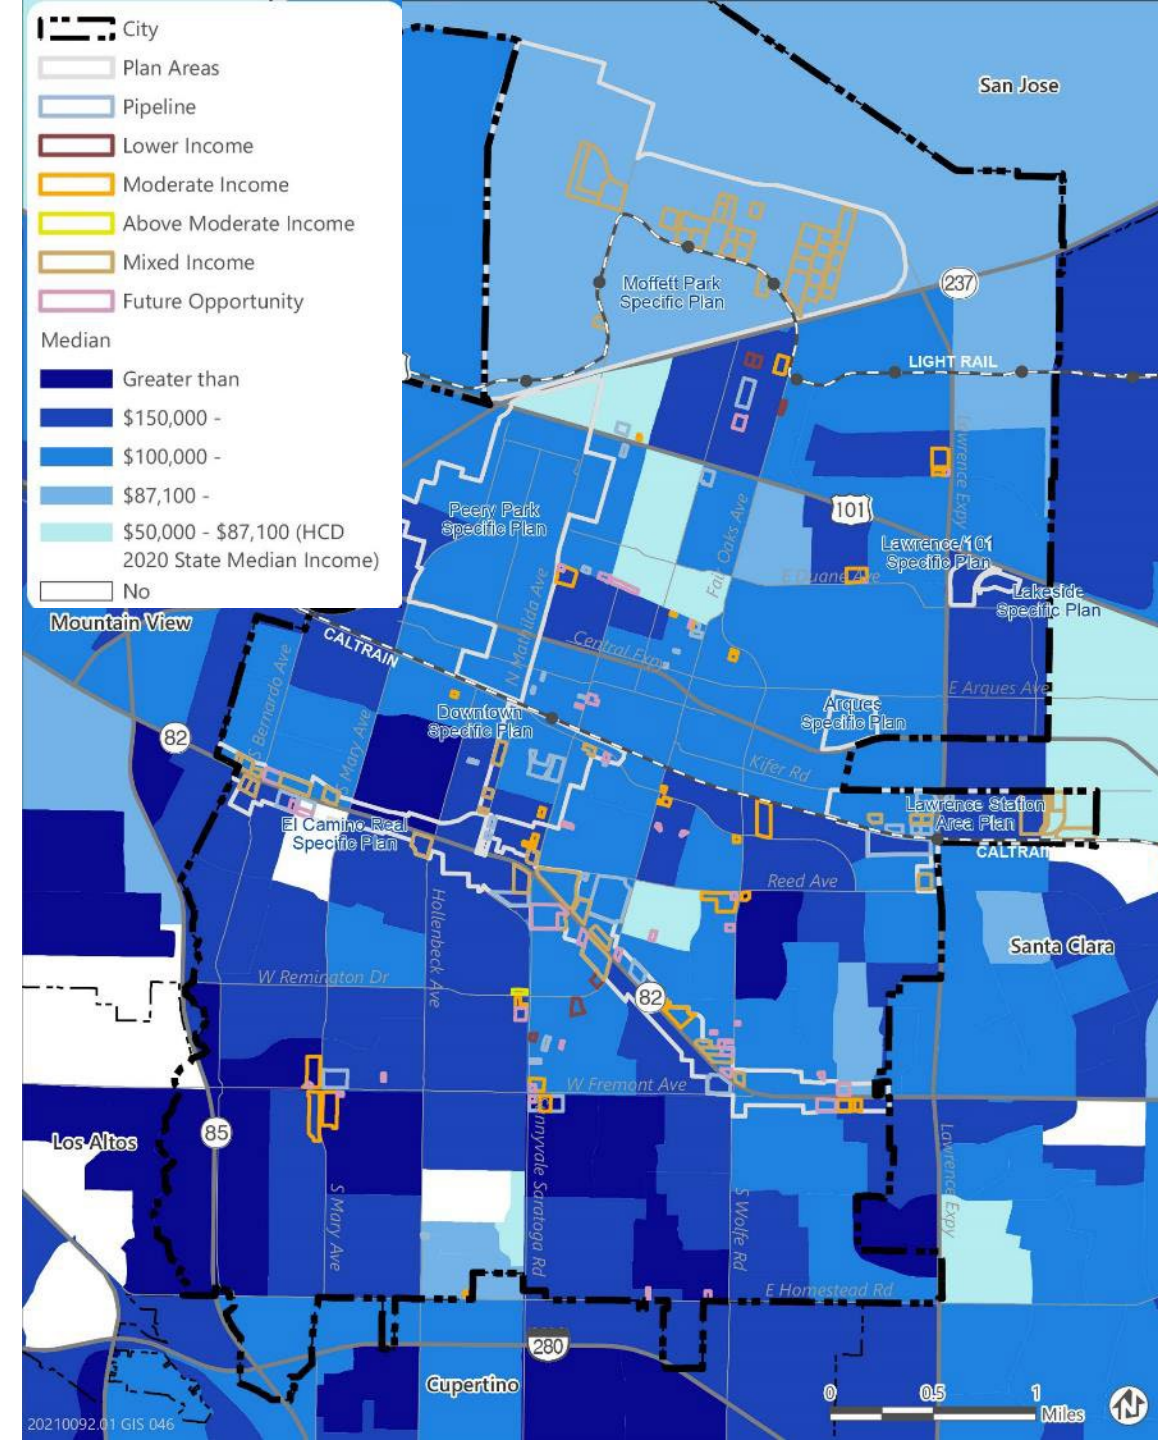 City
Plan Areas
Pipeline
Lower Income
Moderate Income
Above Moderate Income
Mixed Income
Future Opportunity
Median
Greater than
$150,000 -
$100,000 -
$87,100 -
$50,000 - $87,100 (HCD
2020 State Median Income)
No
San Jose
237
Moffett Park
Specific Plan
LIGHT RAIL
Lawrence Expy
101
Peery Park
Specific Plan
Fair Oaks Ave
Lawrence/101
Specific Plan
E Duane Ave
Lakeside
Specific Plan
Mountain View
CALTRAIN
N Mathilda Ave
Central Expy
E Arques Ave
S Bernardo Ave
82
S Mary Ave
Downtown
Specific Plan
Arques
Specific Plan
Kifer Rd
El Camino Real
Specific Plan
Lawrence Station
Area Plan
CALTRAIN
Reed Ave
Hollenbeck Ave
Santa Clara
W Remington Dr
82
W Fremont Ave
85
Los Altos
S Mary Ave
Sunnyvale Saratoga Rd
S Wolfe Rd
Lawrence Expy
E Homestead Rd
280
Cupertino
0 0.5 1
Miles
20210092.01 GIS 046